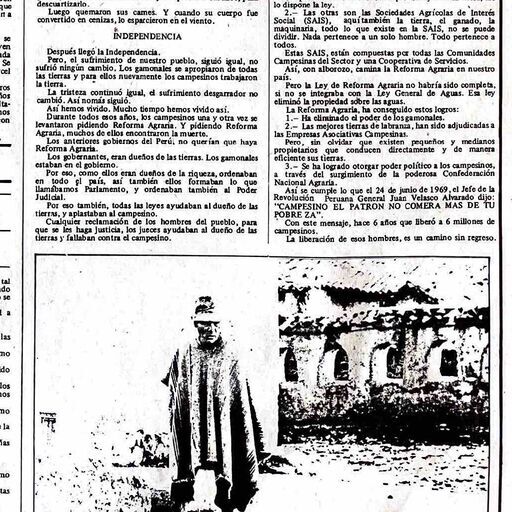 descuartizarlo.
Luego quemaron sus carnes. Y cuando su cuerpo fue
convertido en cenizas, lo esparcieron en el viento.
INDEPENDENCIA
Después llegó la Independencia.
Pero, el sufrimiento de nuestro pueblo, siguió igual, no
sufrió ningún cambio. Los gamonales se apropiaron de todas
las tierras y para ellos nuevamente los campesinos trabajaron
la tierra.
La tristeza continuó igual, el sufrimiento desgarrador no
cambió. Así nomás siguió.
Así hemos vivido. Mucho tiempo hemos vivido así.
Durante todos esos años, los campesinos una y otra vez se
levantaron pidiendo Reforma Agraria. Y pidiendo Reforma
Agraria, muchos de ellos encontraron la muerte.
Los anteriores gobiernos del Perú, no querían que haya
Reforma Agraria.
Los gobernantes, eran dueños de las tierras. Los gamonales
estaban en el gobierno.
Por eso, como ellos eran dueños de la riqueza, ordenaban
en todo el país, así también ellos formaban lo que
llamábamos Parlamento, y ordenaban también al Poder
Judicial.
Por eso también, todas las leyes ayudaban al dueño de las
tierras, y aplastaban al campesino.
Cualquier reclamación de los hombres del pueblo, para
que se les haga justicia, los jueces ayudaban al dueño de las
tierras y fallaban contra el campesino.
lo dispone la ley.
2.— Las otras son las Sociedades Agrícolas de Interés
Social (SAIS), aquí también la tierra, el ganado, la
maquinaria, todo lo que existe en la SAIS, no se puede
dividir. Nada pertenece a un solo hombre. Todo pertenece a
todos.
Estas SAIS, están compuestas por todas las Comunidades
Campesinas del Sector y una Cooperativa de Servicios.
Así, con alborozo, camina la Reforma Agraria en nuestro
país.
Pero la Ley de Reforma Agraria no habría sido completa,
si no se integraba con la Ley General de Aguas. Esa ley
eliminó la propiedad sobre las aguas.
La Reforma Agraria, ha conseguido estos logros:
1.— Ha eliminado el poder de los gamonales.
2.— Las mejores tierras de labranza, han sido adjudicadas a
las Empresas Asociativas Campesinas.
Pero, sin olvidar que existen pequeños y medianos
propietarios que conducen directamente y de manera
eficiente sus tierras.
3.— Se ha logrado otorgar poder político a los campesinos,
a través del surgimiento de la poderosa Confederación
Nacional Agraria.
Así se cumple lo que el 24 de junio de 1969, el Jefe de la
Revolución Peruana General Juan Velasco Alvarado dijo:
"CAMPESINO EL PATRON NO COMERA MAS DE TU
POBREZA".
Con este mensaje, hace 6 años que liberó a 6 millones de
campesinos.
La liberación de esos hombres, es un camino sin regreso.